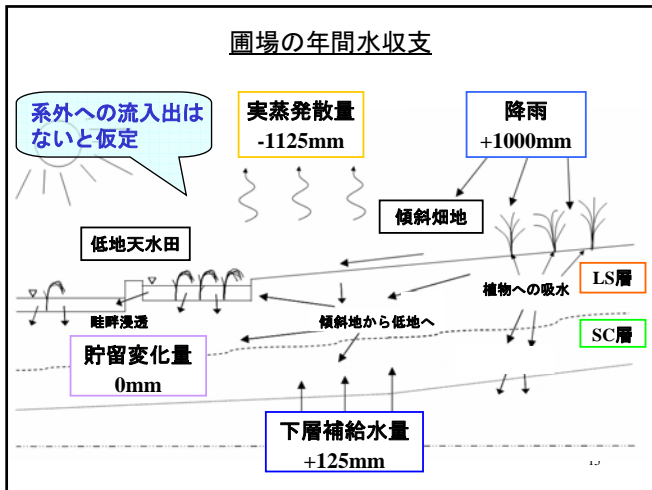 圃場の年間水収支
系外への流入出は
ないと仮定
実蒸発散量
-1125mm
降雨
+1000mm
傾斜畑地
低地天水田
植物への吸水
LS層
畦畔浸透
傾斜地から低地へ
SC層
貯留変化量
0mm
下層補給水量
+125mm